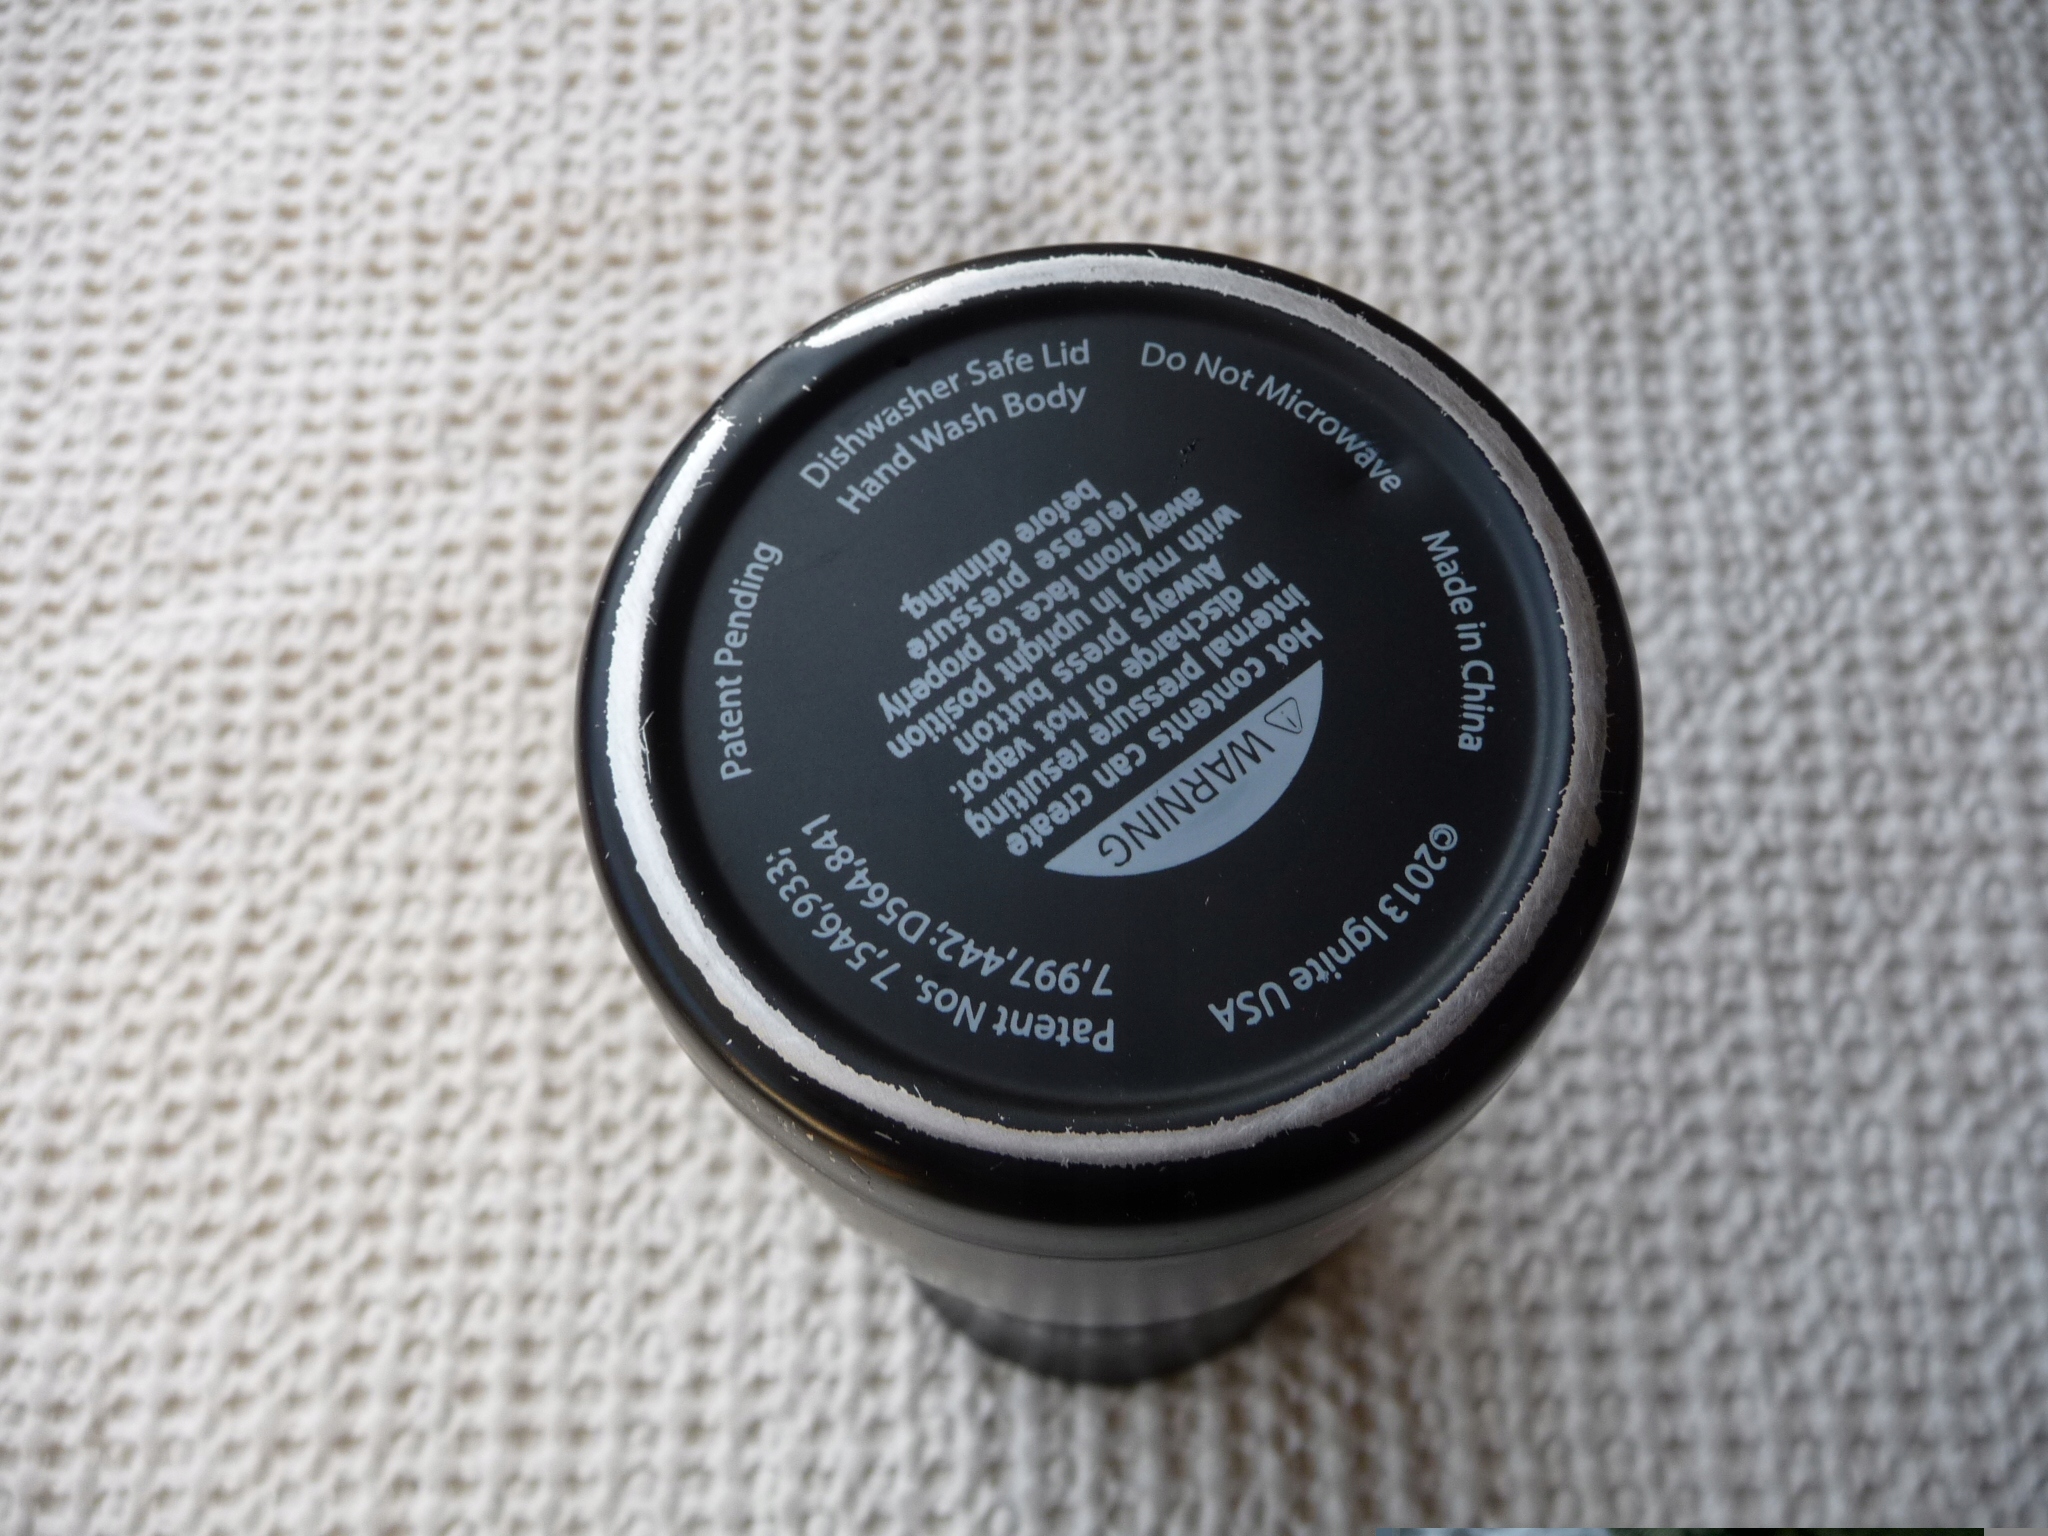 Dishwasher Safe Lid
Hand Wash Body
Do Not Microwave
Made in China
©2013 Ignite USA
Patent Nos. 7,546,933;
7,997,442; D564,841
Patent Pending
WARNING
Hot contents can create
internal pressure resulting
in discharge of hot vapor.
Always press button
with mug in upright position
away from face to properly
release pressure
before drinking